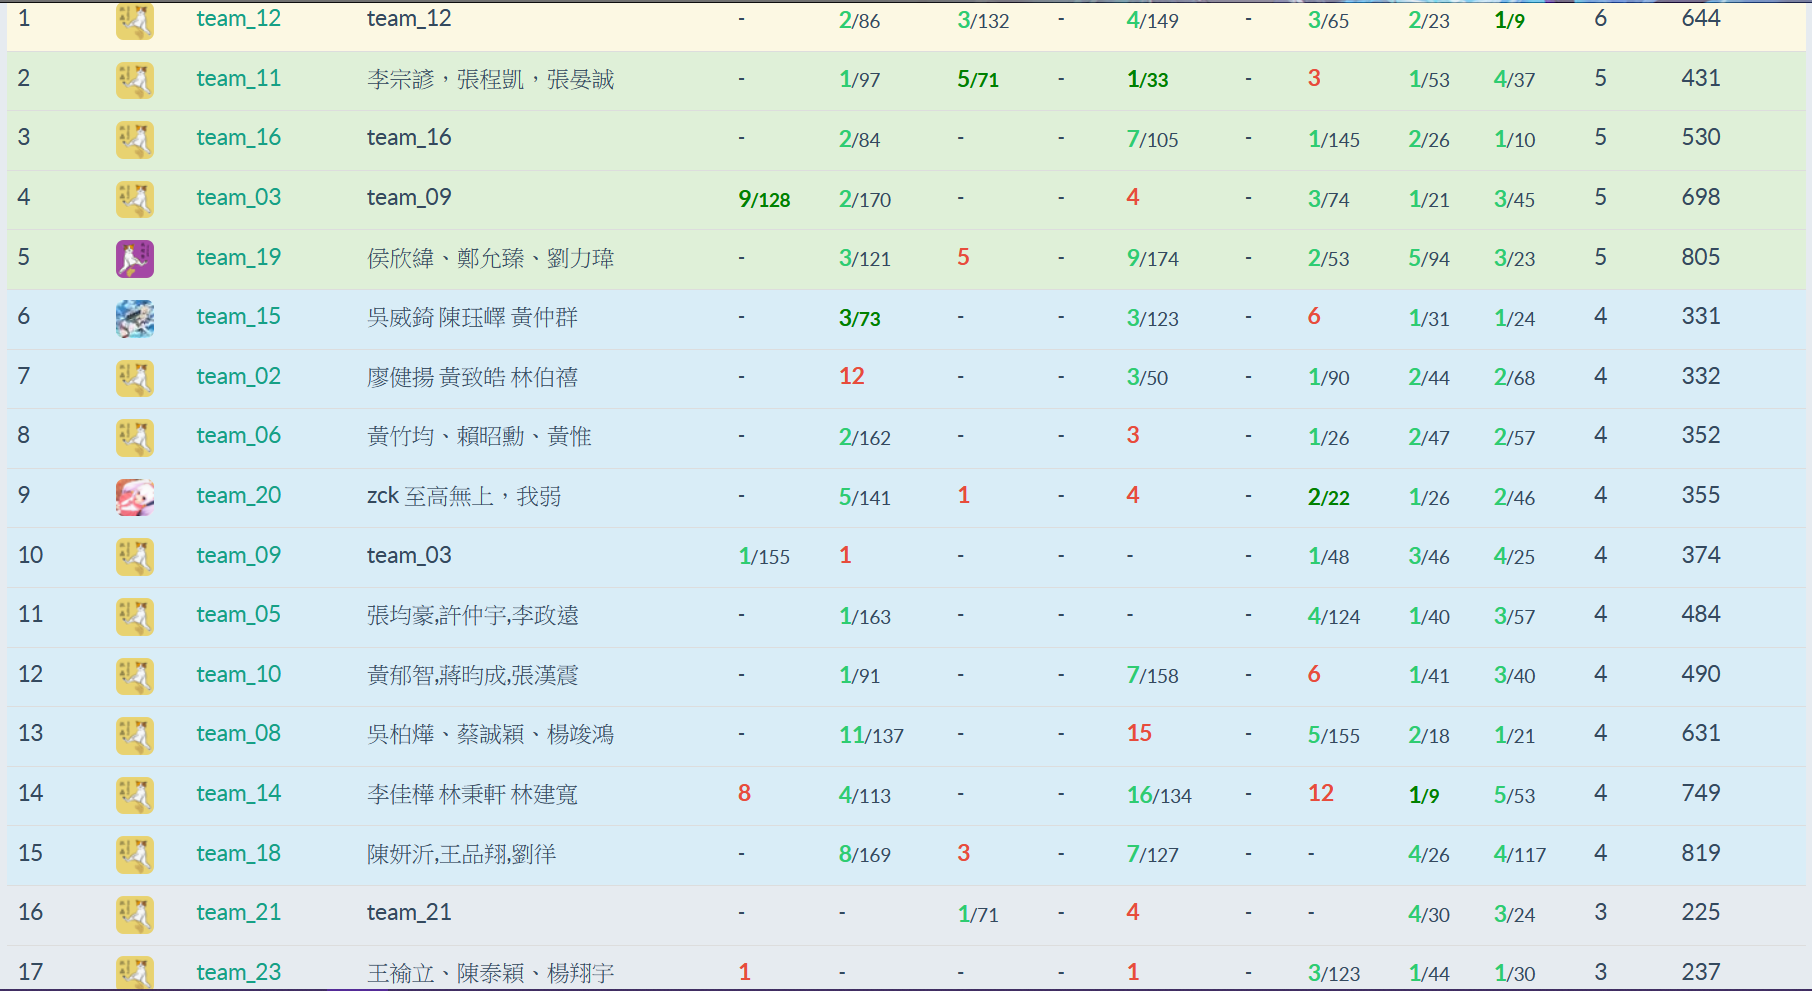 1 team_12 team_12 - 2/86 3/132 - 4/149 - 3/65 2/23 1/9 6 644
2 team_11 李宗諺，張程凱，張晏誠 - 1/97 5/71 - 1/33 - 3 1/53 4/37 5 431
3 team_16 team_16 - 2/84 - - 7/105 - 1/145 2/26 1/10 5 530
4 team_03 team_09 9/128 2/170 - - 4 - 3/74 1/21 3/45 5 698
5 team_19 侯欣緯、鄭允臻、劉力瑋 - 3/121 5 - 9/174 - 2/53 5/94 3/23 5 805
6 team_15 吳威錡 陳珏嶧 黃仲群 - 3/73 - - 3/123 - 6 1/31 1/24 4 331
7 team_02 廖健揚 黃致皓 林伯禧 - 12 - - 3/50 - 1/90 2/44 2/68 4 332
8 team_06 黃竹均、賴昭勳、黃惟 - 2/162 - - 3 - 1/26 2/47 2/57 4 352
9 team_20 zck 至高無上，我弱 - 5/141 1 - 4 - 2/22 1/26 2/46 4 355
10 team_09 team_03 1/155 1 - - - - 1/48 3/46 4/25 4 374
11 team_05 張均豪,許仲宇,李政遠 - 1/163 - - - - 4/124 1/40 3/57 4 484
12 team_10 黃郁智,蔣昀成,張漢震 - 1/91 - - 7/158 - 6 1/41 3/40 4 490
13 team_08 吳柏燁、蔡誠穎、楊竣鴻 - 11/137 - - 15 - 5/155 2/18 1/21 4 631
14 team_14 李佳樺 林秉軒 林建寬 8 4/113 - - 16/134 - 12 1/9 5/53 4 749
15 team_18 陳妍沂,王品翔,劉徉 - 8/169 3 - 7/127 - - 4/26 4/117 4 819
16 team_21 team_21 - - 1/71 - 4 - - 4/30 3/24 3 225
17 team_23 王褕立、陳泰穎、楊翔宇 1 - - - 1 - 3/123 1/44 1/30 3 237